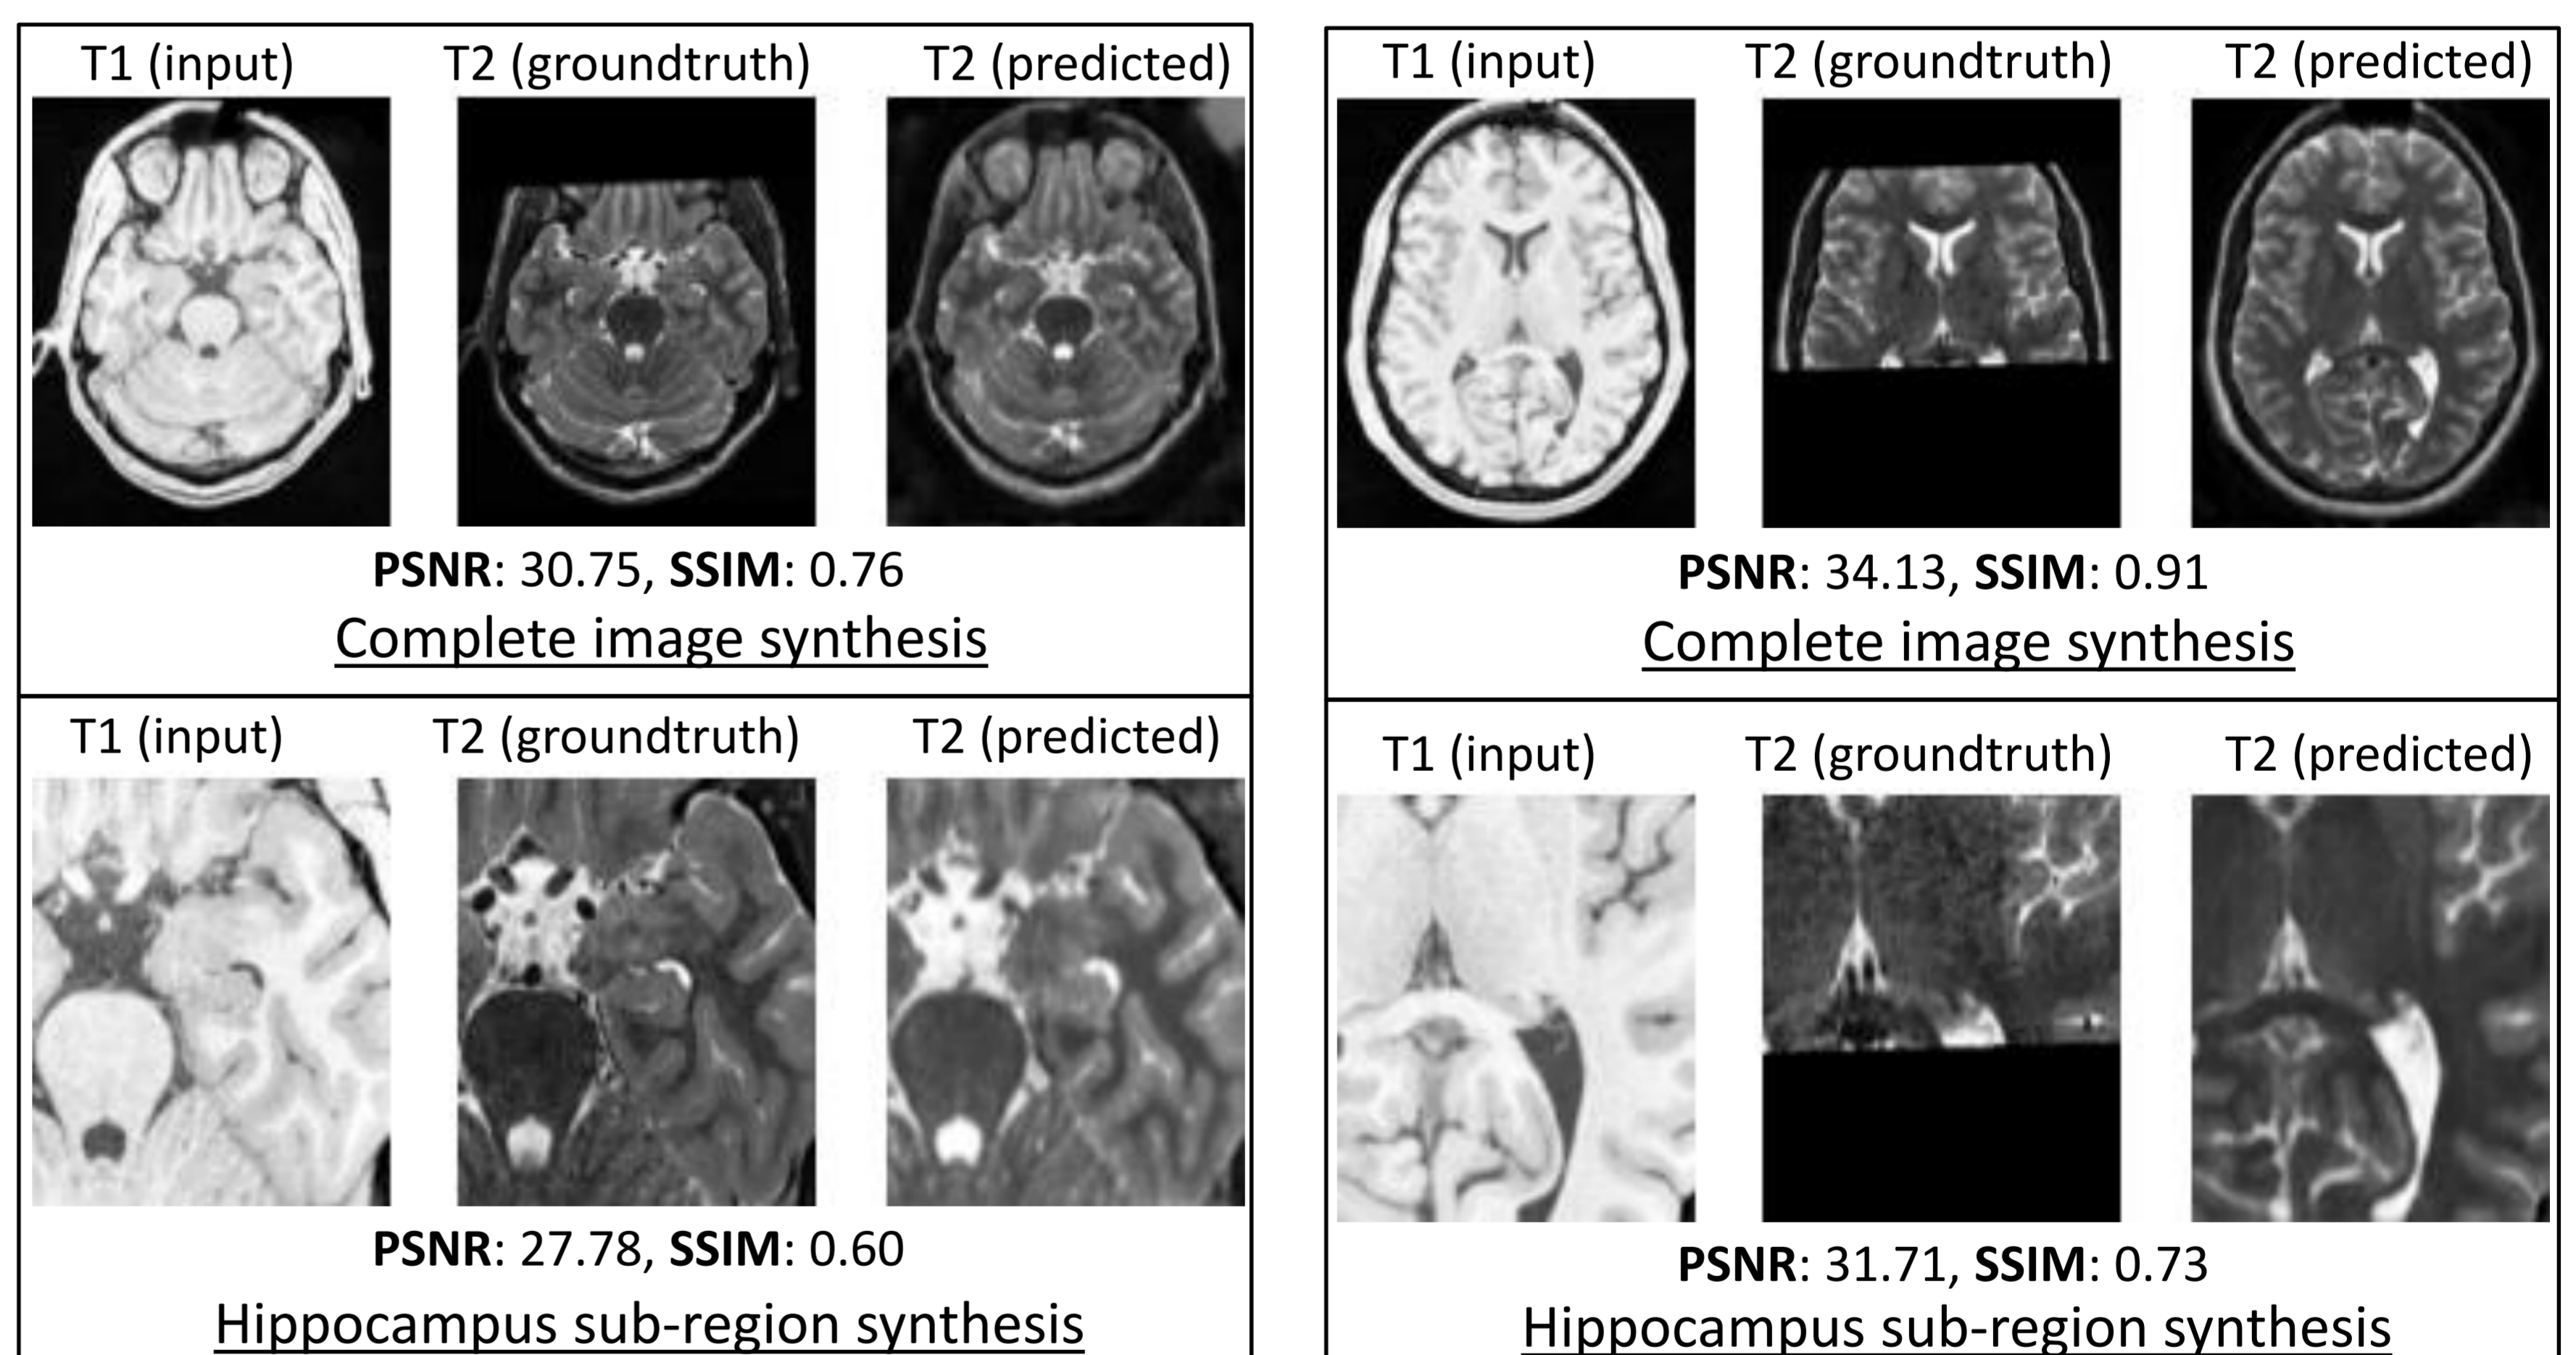 T1 (input) T2 (groundtruth) T2 (predicted)
PSNR: 30.75, SSIM: 0.76
Complete image synthesis
T1 (input) T2 (groundtruth) T2 (predicted)
PSNR: 27.78, SSIM: 0.60
Hippocampus sub-region synthesis
T1 (input) T2 (groundtruth) T2 (predicted)
PSNR: 34.13, SSIM: 0.91
Complete image synthesis
T1 (input) T2 (groundtruth) T2 (predicted)
PSNR: 31.71, SSIM: 0.73
Hippocampus sub-region synthesis